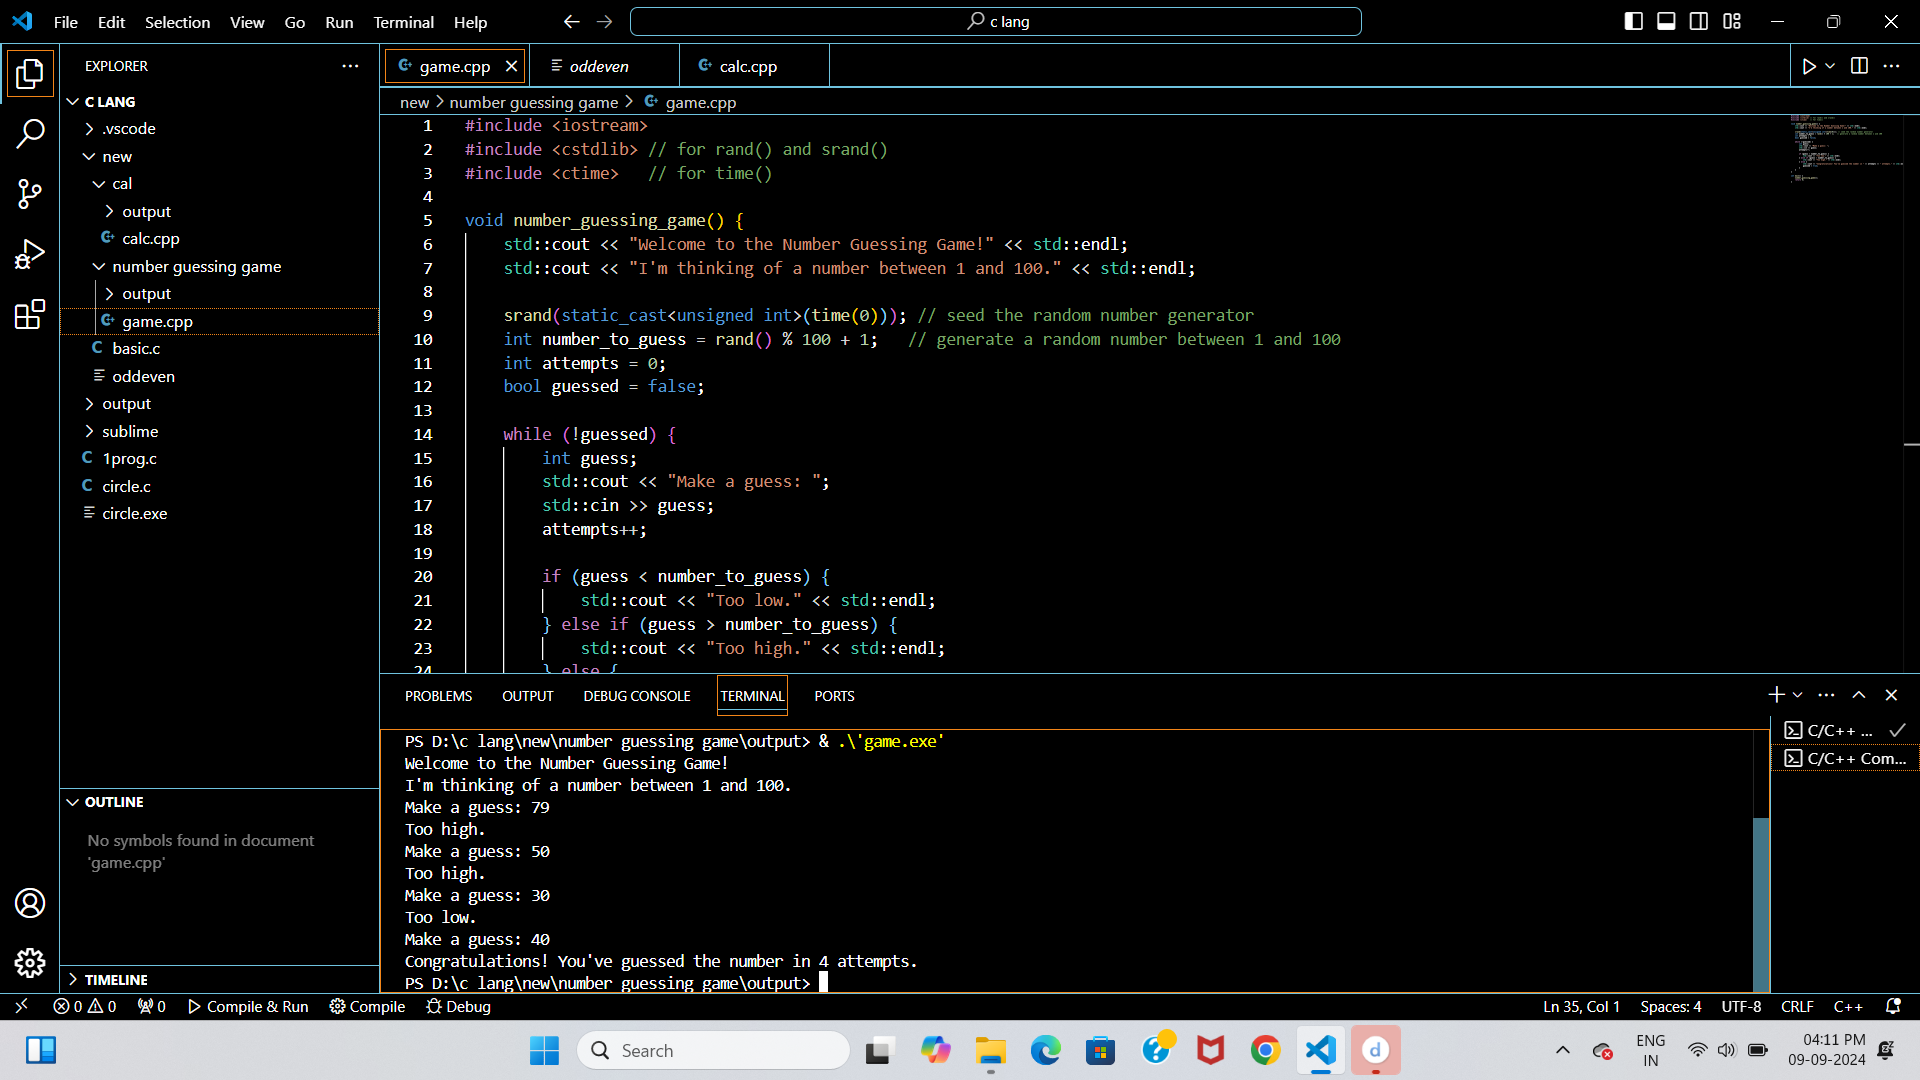 File Edit Selection View Go Run Terminal Help
c lang
EXPLORER
C LANG
.vscode
new
cal
output
calc.cpp
number guessing game
output
game.cpp
basic.c
oddeven
output
sublime
1prog.c
circle.c
circle.exe
OUTLINE
No symbols found in document
'game.cpp'
TIMELINE
game.cpp oddeven calc.cpp
new > number guessing game > game.cpp
1 #include <iostream>
2 #include <cstdlib> // for rand() and srand()
3 #include <ctime>   // for time()
4
5 void number_guessing_game() {
6     std::cout << "Welcome to the Number Guessing Game!" << std::endl;
7     std::cout << "I'm thinking of a number between 1 and 100." << std::endl;
8
9     srand(static_cast<unsigned int>(time(0))); // seed the random number generator
10     int number_to_guess = rand() % 100 + 1;   // generate a random number between 1 and 100
11     int attempts = 0;
12     bool guessed = false;
13
14     while (!guessed) {
15         int guess;
16         std::cout << "Make a guess: ";
17         std::cin >> guess;
18         attempts++;
19
20         if (guess < number_to_guess) {
21             std::cout << "Too low." << std::endl;
22         } else if (guess > number_to_guess) {
23             std::cout << "Too high." << std::endl;
24         } else {
PROBLEMS OUTPUT DEBUG CONSOLE TERMINAL PORTS
PS D:\c lang\new\number guessing game\output> & .\'game.exe'
Welcome to the Number Guessing Game!
I'm thinking of a number between 1 and 100.
Make a guess: 79
Too high.
Make a guess: 50
Too high.
Make a guess: 30
Too low.
Make a guess: 40
Congratulations! You've guessed the number in 4 attempts.
PS D:\c lang\new\number guessing game\output>
C/C++ ...
C/C++ Com...
0 0 0 Compile & Run Compile Debug
Ln 35, Col 1 Spaces: 4 UTF-8 CRLF C++
Search
ENG
IN
04:11 PM
09-09-2024